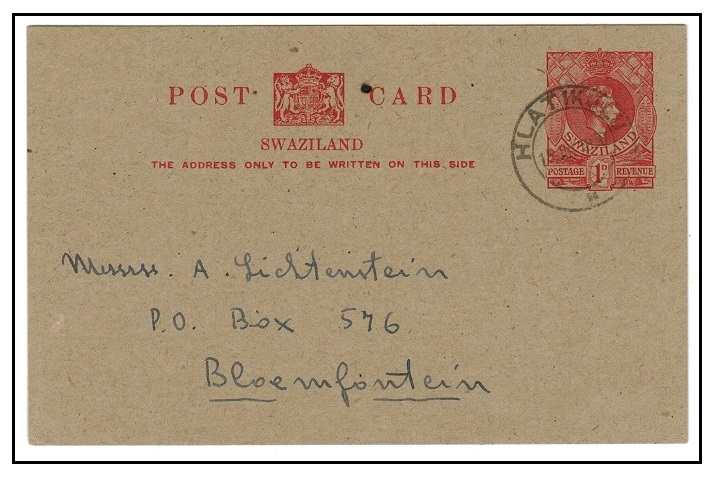 POST CARD
SWAZILAND
THE ADDRESS ONLY TO BE WRITTEN ON THIS SIDE
SWAZILAND
POSTAGE 1D REVENUE
Messrs. A. Lichtenstein
P.O. Box 576
Bloemfontein